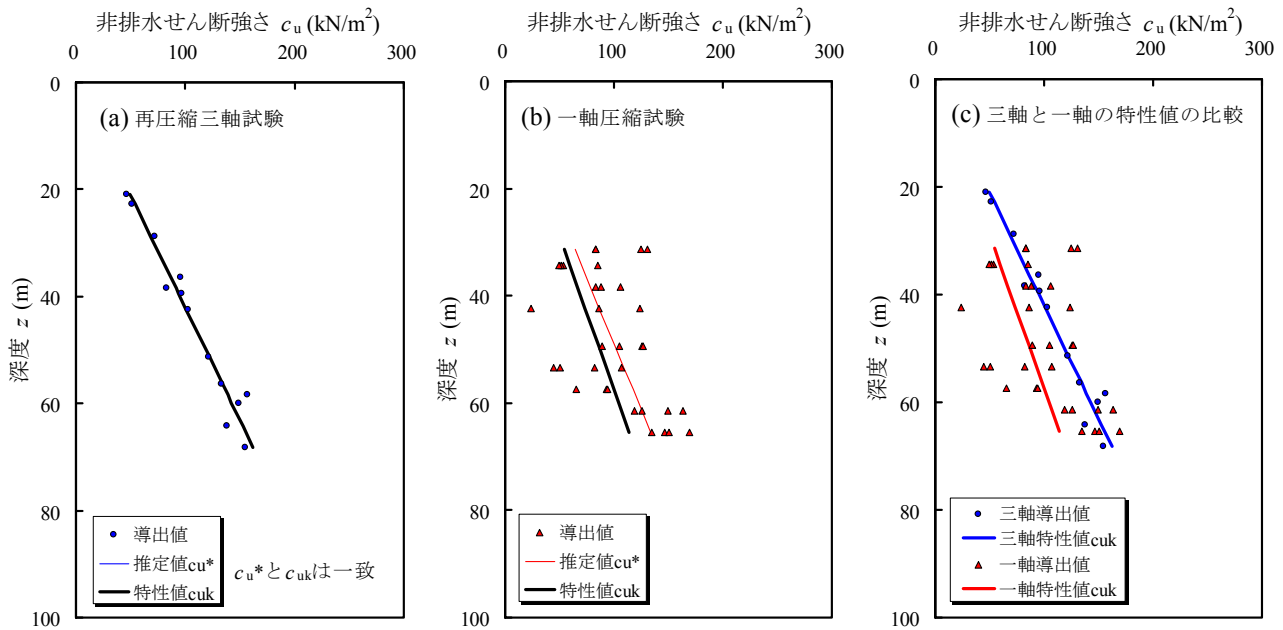 非排水せん断強さ cu (kN/m2)
0 100 200 300
0
20
40
60
80
100
深度 z (m)
(a) 再圧縮三軸試験
導出値
推定値cu*
特性値cuk
cu*とcukは一致
非排水せん断強さ cu (kN/m2)
0 100 200 300
0
20
40
60
80
100
深度 z (m)
(b) 一軸圧縮試験
導出値
推定値cu*
特性値cuk
非排水せん断強さ cu (kN/m2)
0 100 200 300
0
20
40
60
80
100
深度 z (m)
(c) 三軸と一軸の特性値の比較
三軸導出値
三軸特性値cuk
一軸導出値
一軸特性値cuk